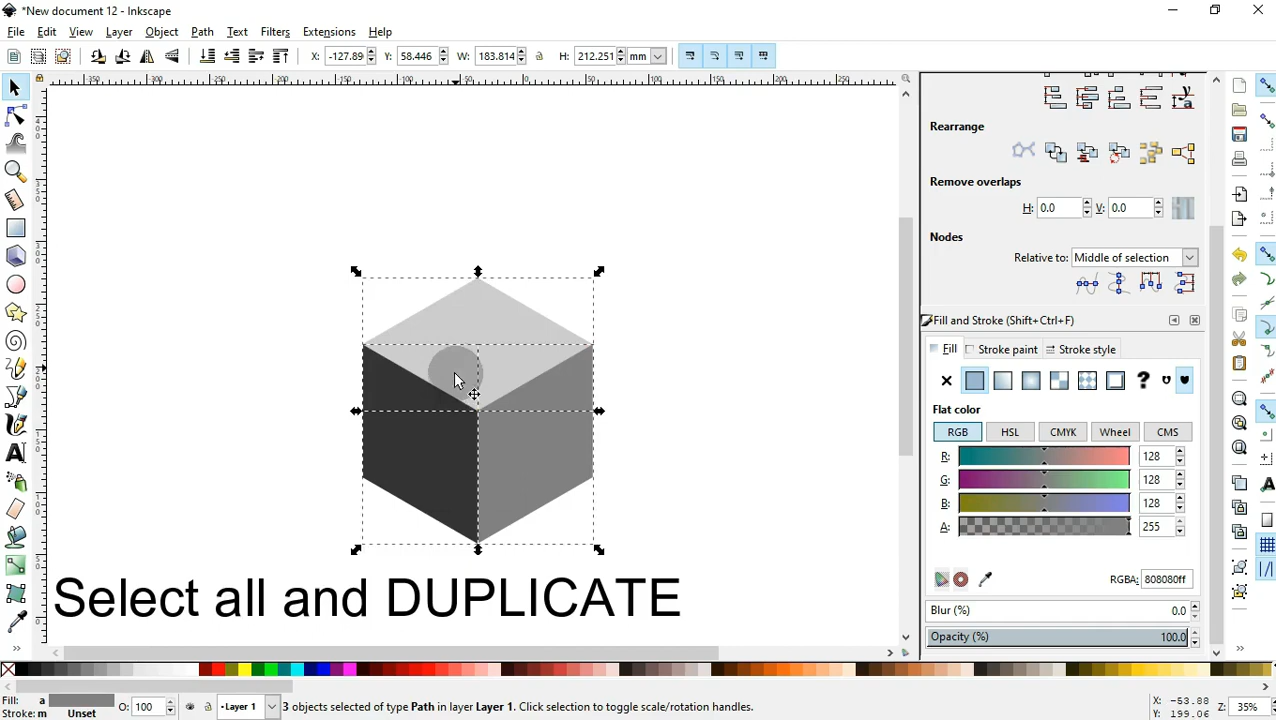 *New document 12 - Inkscape
File Edit View Layer Object Path Text Filters Extensions Help
X: -127.89 Y: 58.446 W: 183.814 H: 212.251 mm
Rearrange
Remove overlaps
H: 0.0 V: 0.0
Nodes
Relative to: Middle of selection
Fill and Stroke (Shift+Ctrl+F)
Fill Stroke paint Stroke style
Flat color
RGB HSL CMYK Wheel CMS
R: 128
G: 128
B: 128
A: 255
RGBA: 808080ff
Blur (%) 0.0
Opacity (%) 100.0
Select all and DUPLICATE
Fill: a O: 100 Layer 1 3 objects selected of type Path in layer Layer 1. Click selection to toggle scale/rotation handles. X: -53.88 Z: 35%
Stroke: m Unset Y: 199.06